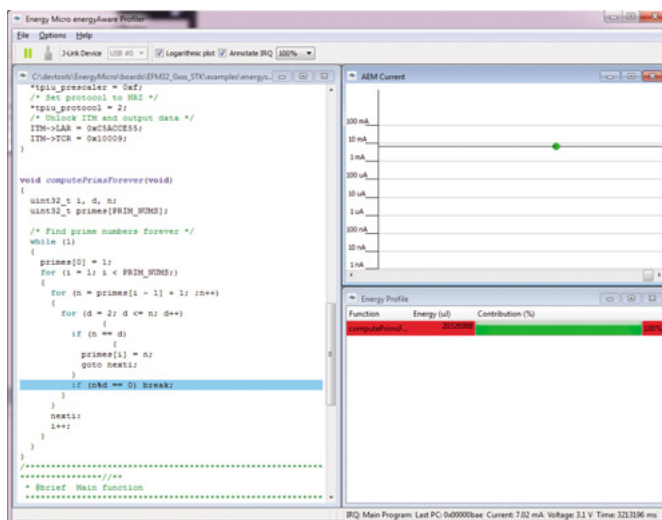 Energy Micro energyAware Profiler
File Options Help
J-Link Device USB #0 Logarithmic plot Annotate IRQ 100%
C:\devtools\EnergyMicro\boards\EFM32_Gxxx_STK\examples\energys...
*tpiu_prescaler = 0xf;
/* Set protocol to NRZ */
*tpiu_protocol = 2;
/* Unlock ITM and output data */
ITM->LAR = 0xC5ACCE55;
ITM->TCR = 0x10009;
}
void computePrimsForever(void)
{
uint32_t i, d, n;
uint32_t primes[PRIM_NUMS];
/* Find prime numbers forever */
while (1)
{
primes[0] = 1;
for (i = 1; i < PRIM_NUMS;)
{
for (n = primes[i - 1] + 1; ;n++)
{
for (d = 2; d <= n; d++)
{
if (n == d)
{
primes[i] = n;
goto nexti;
}
if (n%d == 0) break;
}
}
nexti:
i++;
}
}
}
/***********************************************************
****************//**
* @brief Main function
***********************************************************
AEM Current
100 mA
10 mA
1 mA
100 uA
10 uA
1 uA
100 nA
10 nA
1 nA
Energy Profile
Function Energy (uJ) Contribution (%)
computePrimsF... 100%
IRQ: Main Program Last PC: 0x00000bae Current: 7.02 mA Voltage: 3.1 V Time: 3213196 ms